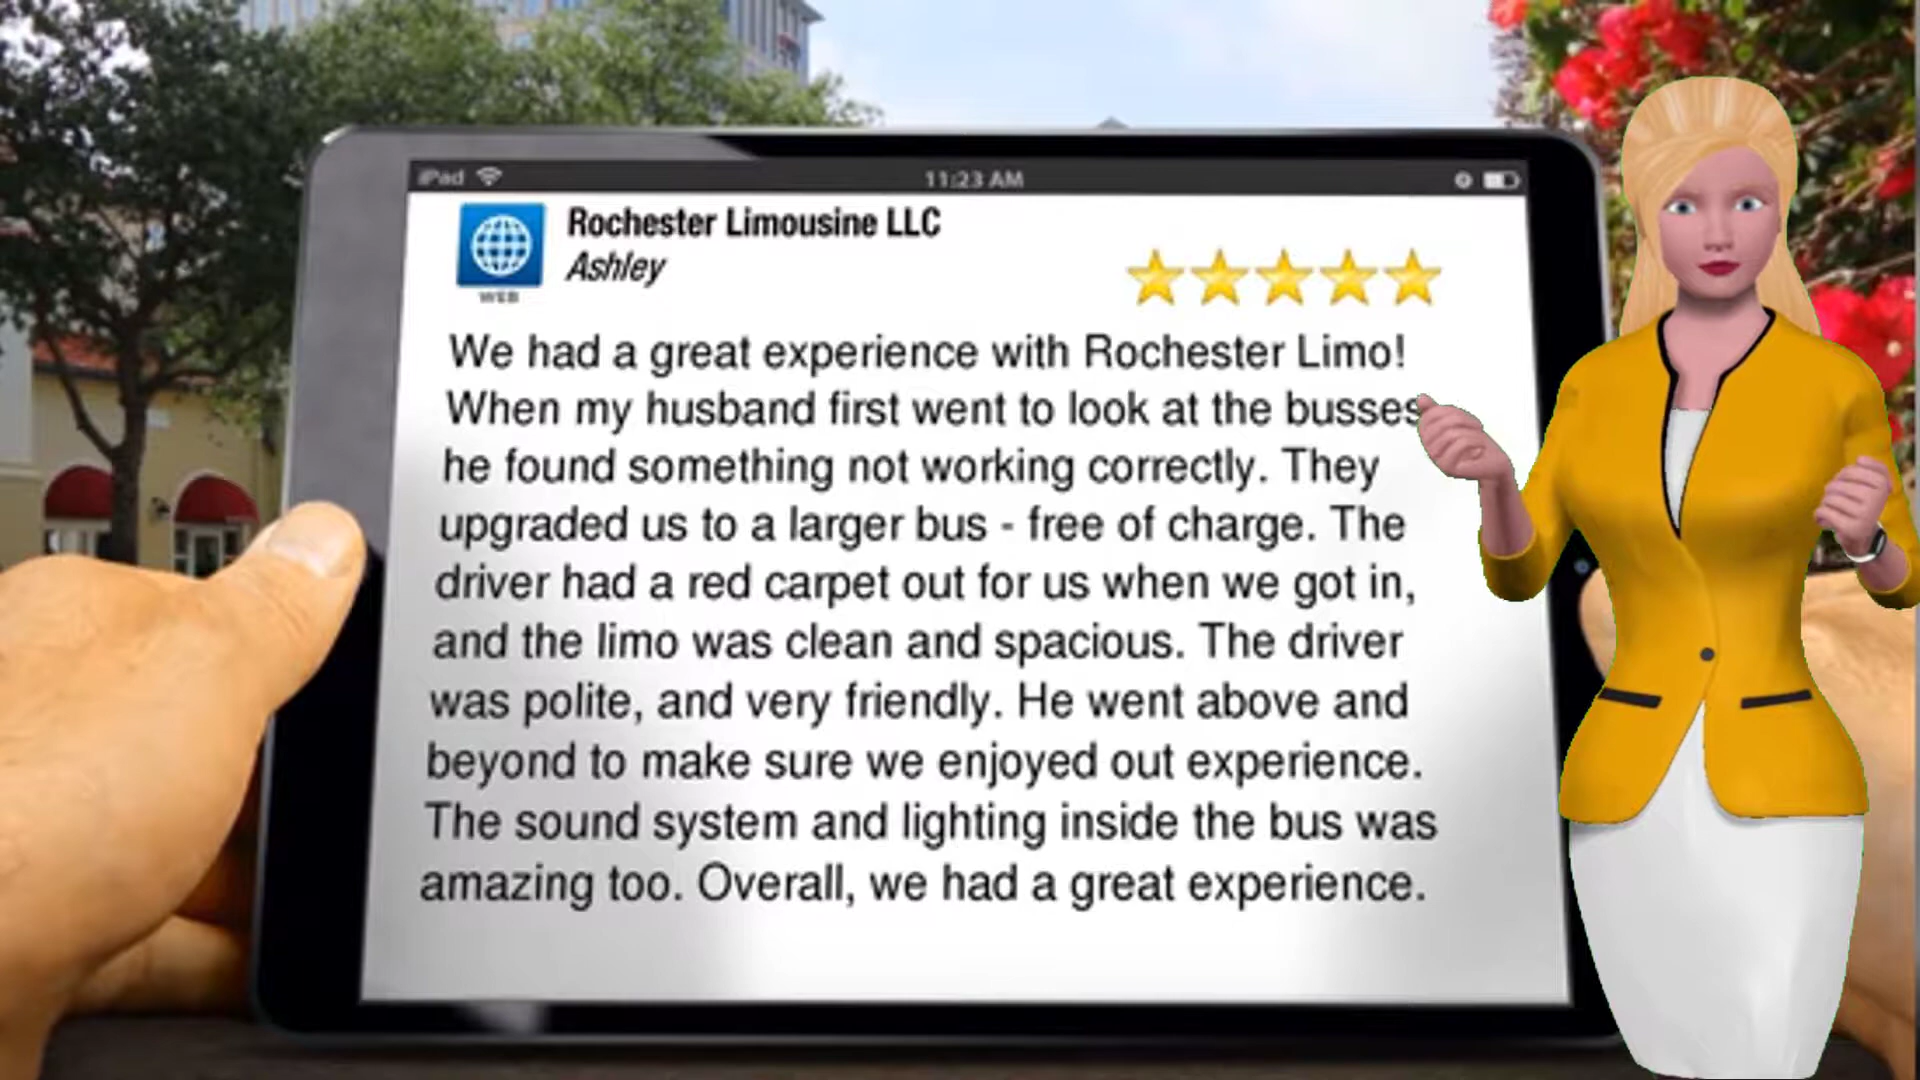 iPad
11:23 AM
Rochester Limousine LLC
Ashley
WEB
We had a great experience with Rochester Limo!
When my husband first went to look at the busses
he found something not working correctly. They
upgraded us to a larger bus - free of charge. The
driver had a red carpet out for us when we got in,
and the limo was clean and spacious. The driver
was polite, and very friendly. He went above and
beyond to make sure we enjoyed out experience.
The sound system and lighting inside the bus was
amazing too. Overall, we had a great experience.